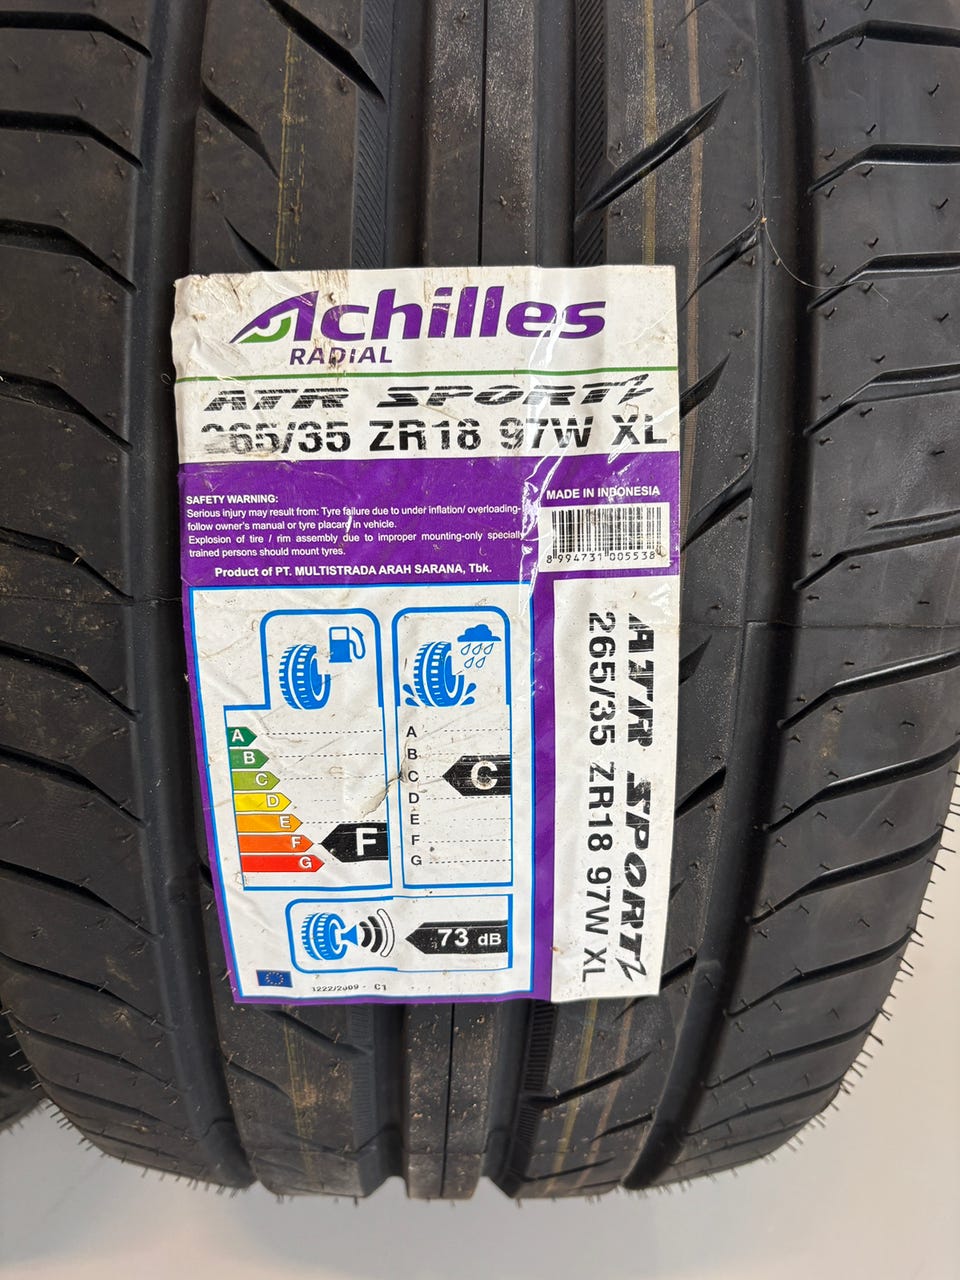 Achilles
RADIAL
ATR SPORT2
265/35 ZR18 97W XL
SAFETY WARNING:
Serious injury may result from: Tyre failure due to under inflation/ overloading-
follow owner's manual or tyre placard in vehicle.
Explosion of tire / rim assembly due to improper mounting-only specially
trained persons should mount tyres.
Product of PT. MULTISTRADA ARAH SARANA, Tbk.
MADE IN INDONESIA
8 994731 005538
A
B
C
D
E
F
G
F
A
B
C
D
E
F
G
C
73 dB
1222/2009 - C1
ATR SPORT2
265/35 ZR18 97W XL